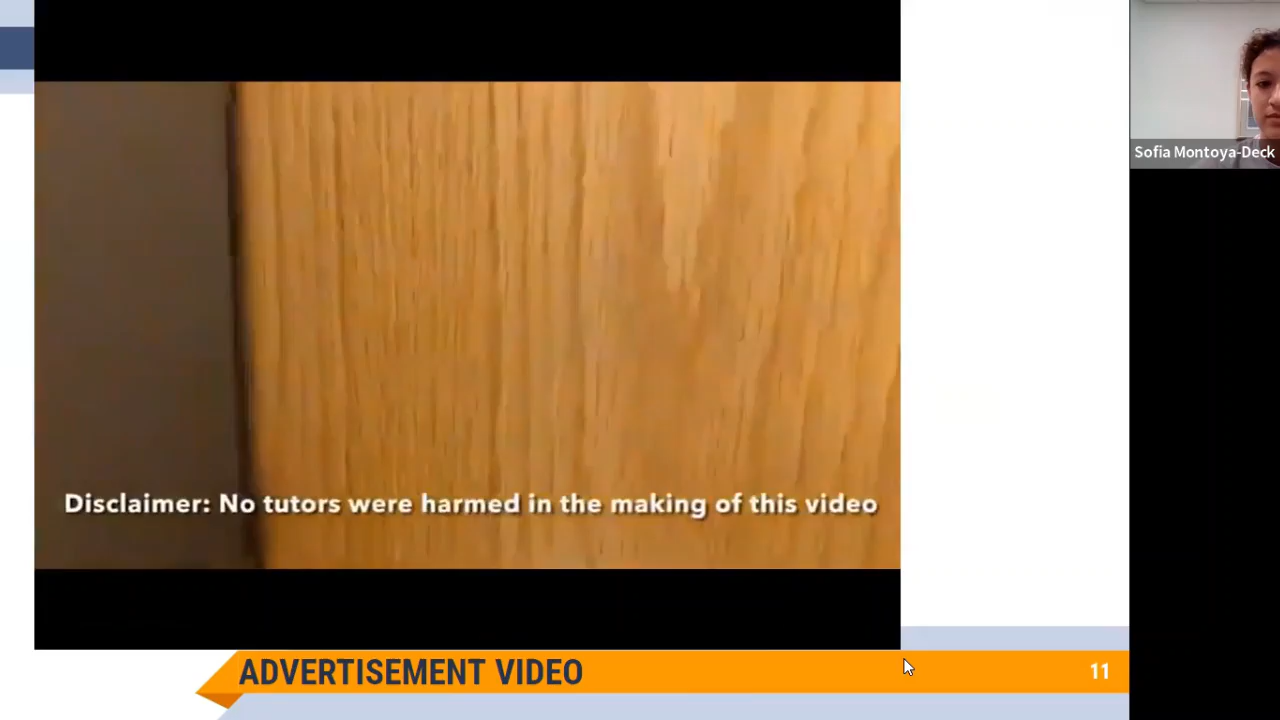 Sofia Montoya-Deck
Disclaimer: No tutors were harmed in the making of this video
ADVERTISEMENT VIDEO
11